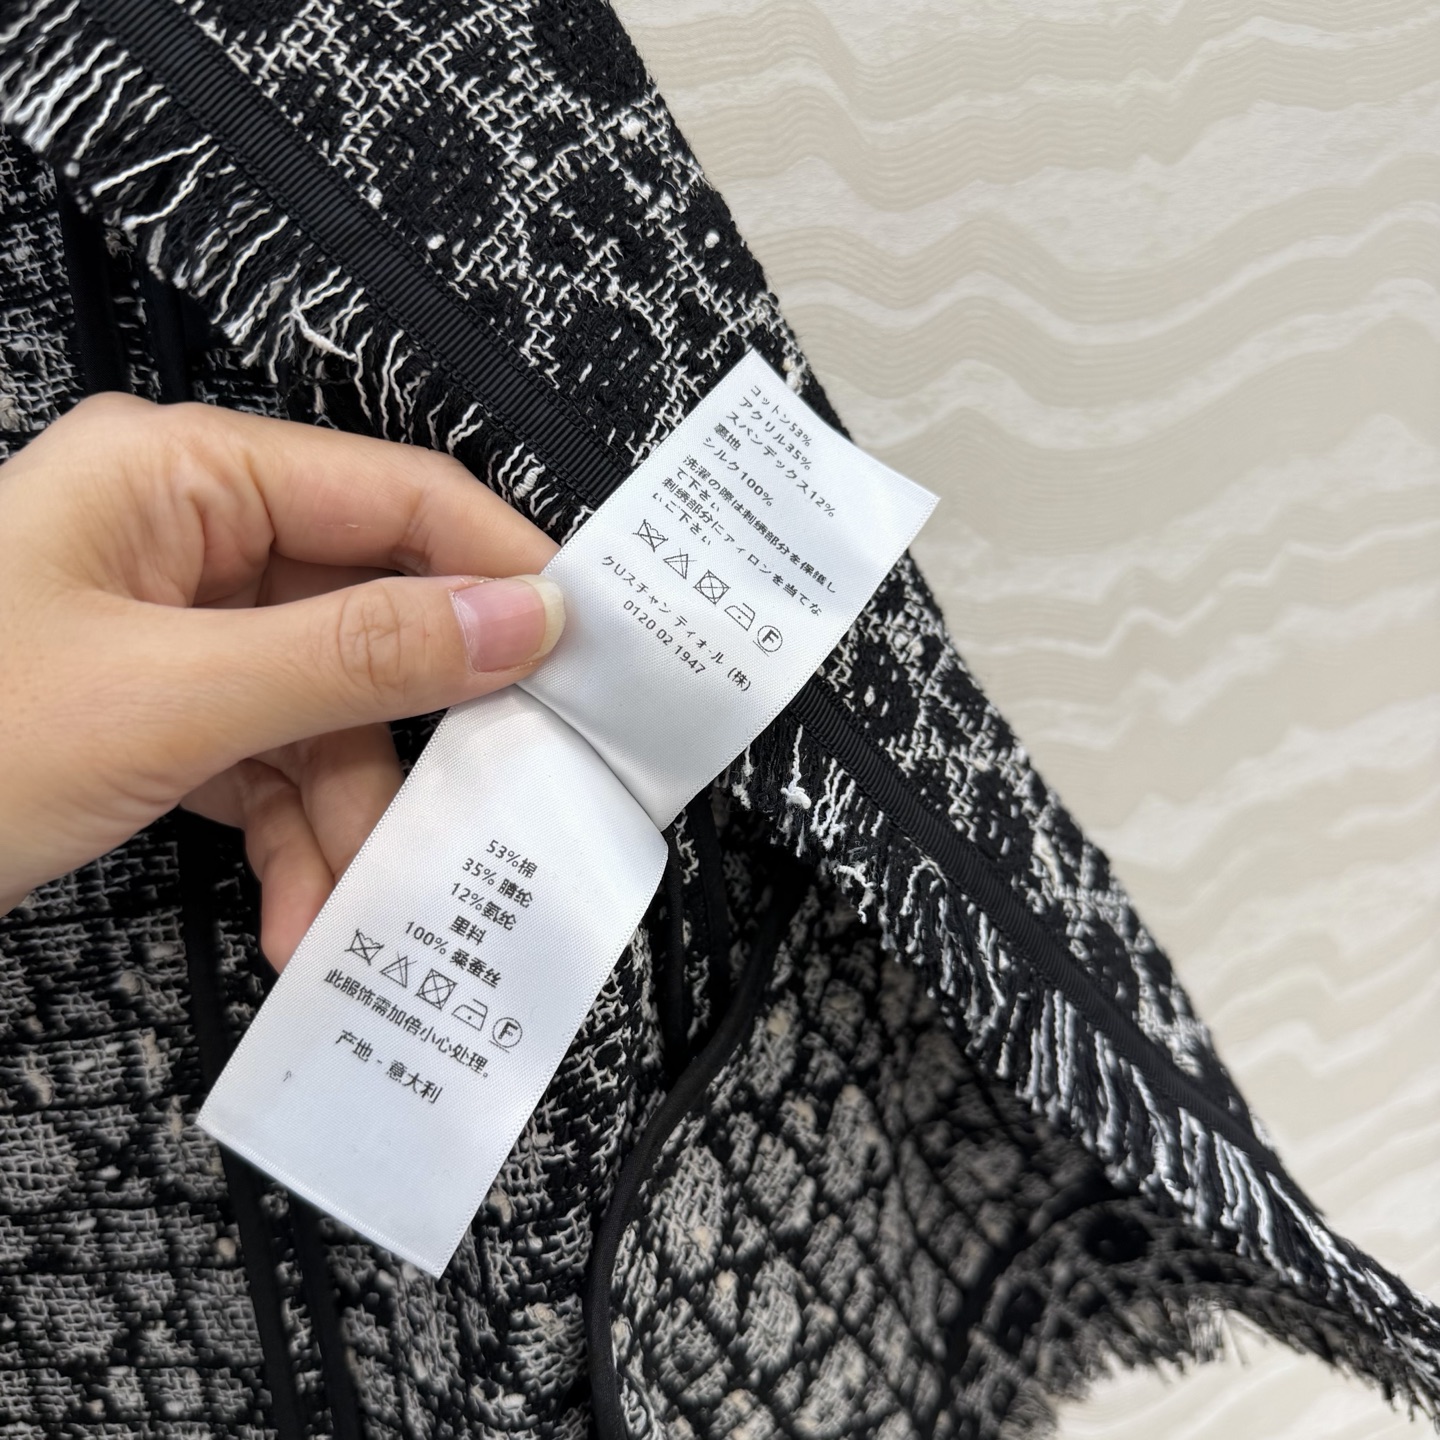 コットン53%
アクリル35%
スパンデックス12%
裏地
シルク100%
洗濯の際は刺繍部分を保護し
て下さい
刺繍部分にアイロンを当てな
いこ下さい
F
クリスチャン ディオール (株)
0120 02 1947
53%棉
35% 腈纶
12%氨纶
里料
100% 桑蚕丝
F
此服饰需加倍小心处理。
产地 - 意大利